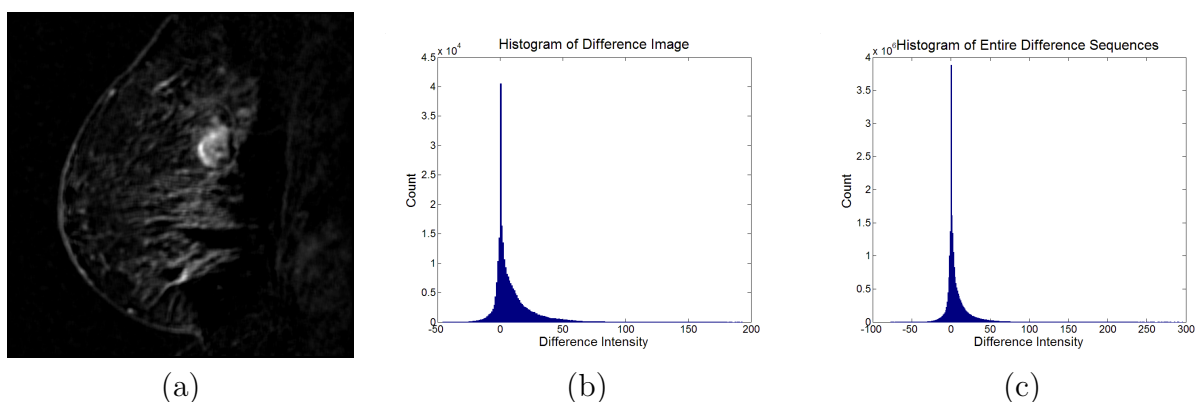 Histogram of Difference Image
x 10^4
4.5
4
3.5
3
2.5
2
1.5
1
0.5
0
Count
-50 0 50 100 150 200
Difference Intensity
(b)
Histogram of Entire Difference Sequences
x 10^6
4
3.5
3
2.5
2
1.5
1
0.5
0
Count
-100 -50 0 50 100 150 200 250 300
Difference Intensity
(c)
(a)